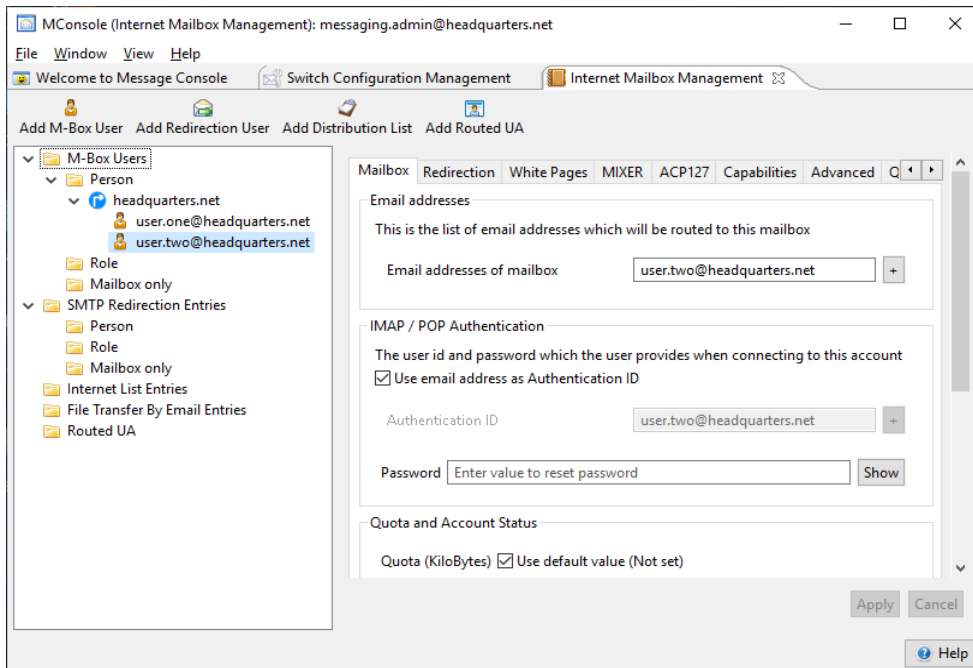 MConsole (Internet Mailbox Management): messaging.admin@headquarters.net
File Window View Help
Welcome to Message Console Switch Configuration Management Internet Mailbox Management
Add M-Box User Add Redirection User Add Distribution List Add Routed UA
M-Box Users
Person
headquarters.net
user.one@headquarters.net
user.two@headquarters.net
Role
Mailbox only
SMTP Redirection Entries
Person
Role
Mailbox only
Internet List Entries
File Transfer By Email Entries
Routed UA
Mailbox Redirection White Pages MIXER ACP127 Capabilities Advanced Q
Email addresses
This is the list of email addresses which will be routed to this mailbox
Email addresses of mailbox user.two@headquarters.net +
IMAP / POP Authentication
The user id and password which the user provides when connecting to this account
Use email address as Authentication ID
Authentication ID user.two@headquarters.net +
Password Enter value to reset password Show
Quota and Account Status
Quota (KiloBytes) Use default value (Not set)
Apply Cancel
Help